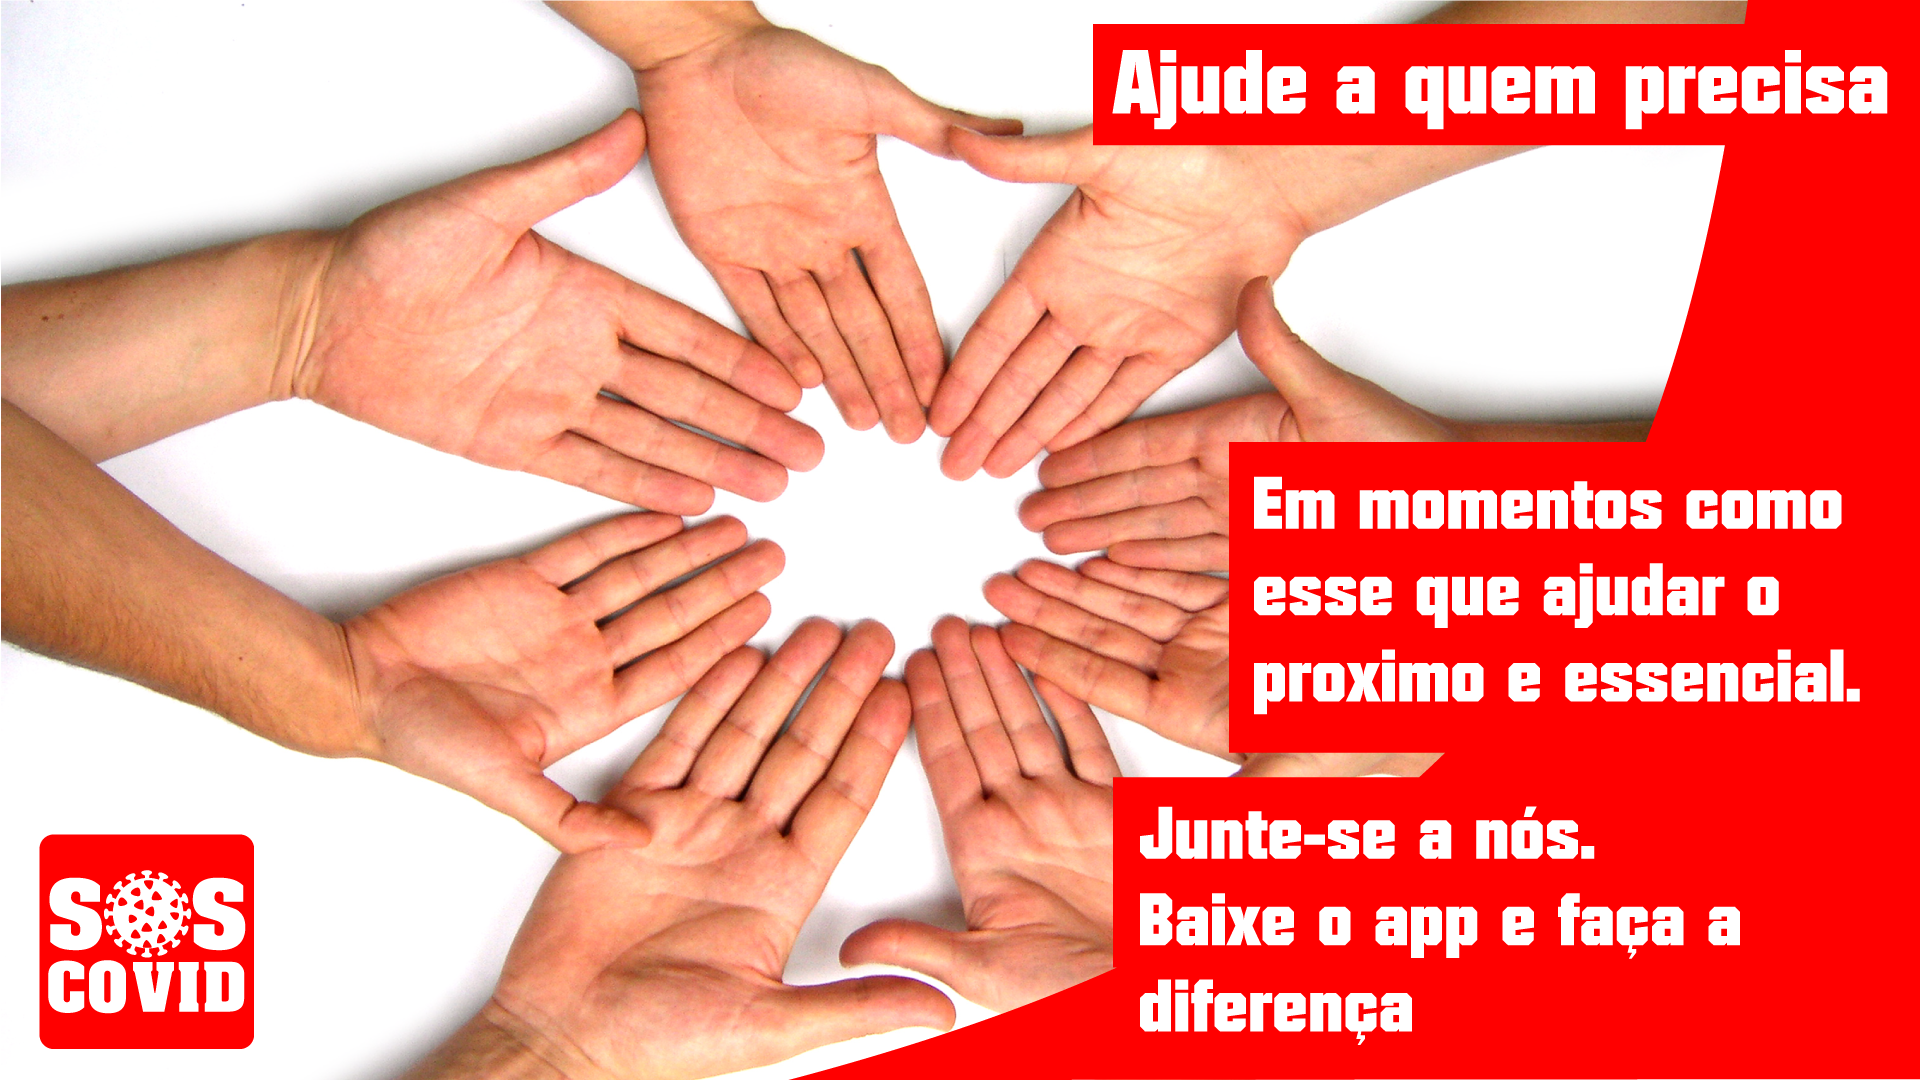 Ajude a quem precisa
Em momentos como
esse que ajudar o
proximo e essencial.
Junte-se a nós.
Baixe o app e faça a
diferença
SOS
COVID